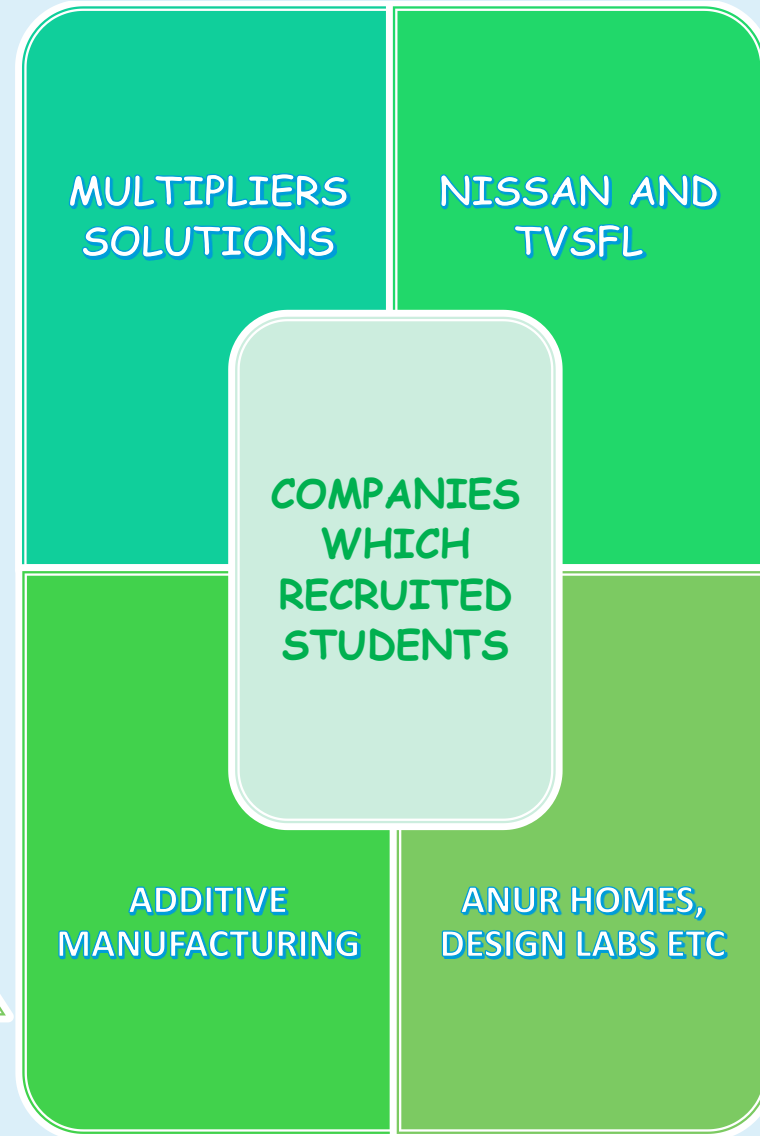 MULTIPLIERS
SOLUTIONS
NISSAN AND
TVSFL
COMPANIES
WHICH
RECRUITED
STUDENTS
ADDITIVE
MANUFACTURING
ANUR HOMES,
DESIGN LABS ETC